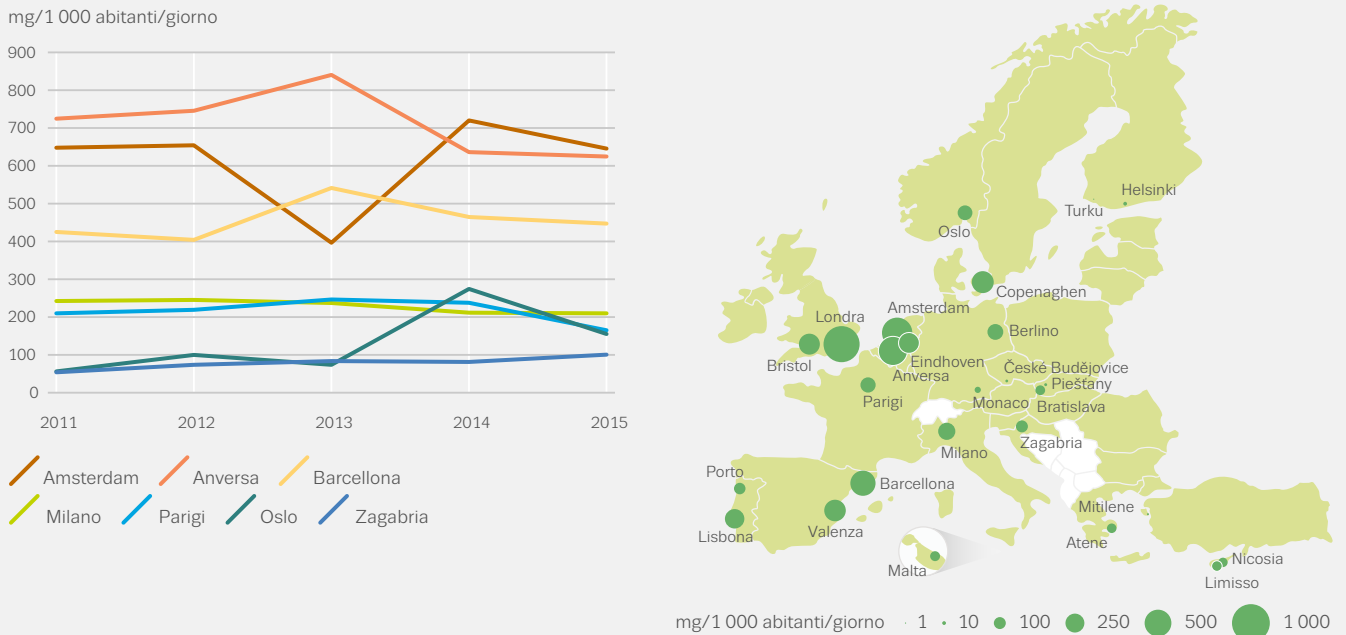 mg/1 000 abitanti/giorno
900
800
700
600
500
400
300
200
100
0
2011 2012 2013 2014 2015
Amsterdam Anversa Barcellona
Milano Parigi Oslo Zagabria
Helsinki
Turku
Oslo
Copenaghen
Amsterdam
Londra
Berlino
Bristol
Eindhoven
Anversa
České Budějovice
Piešťany
Parigi
Monaco
Bratislava
Zagabria
Milano
Porto
Barcellona
Lisbona
Valenza
Mitilene
Atene
Malta
Nicosia
Limisso
mg/1 000 abitanti/giorno 1 10 100 250 500 1 000